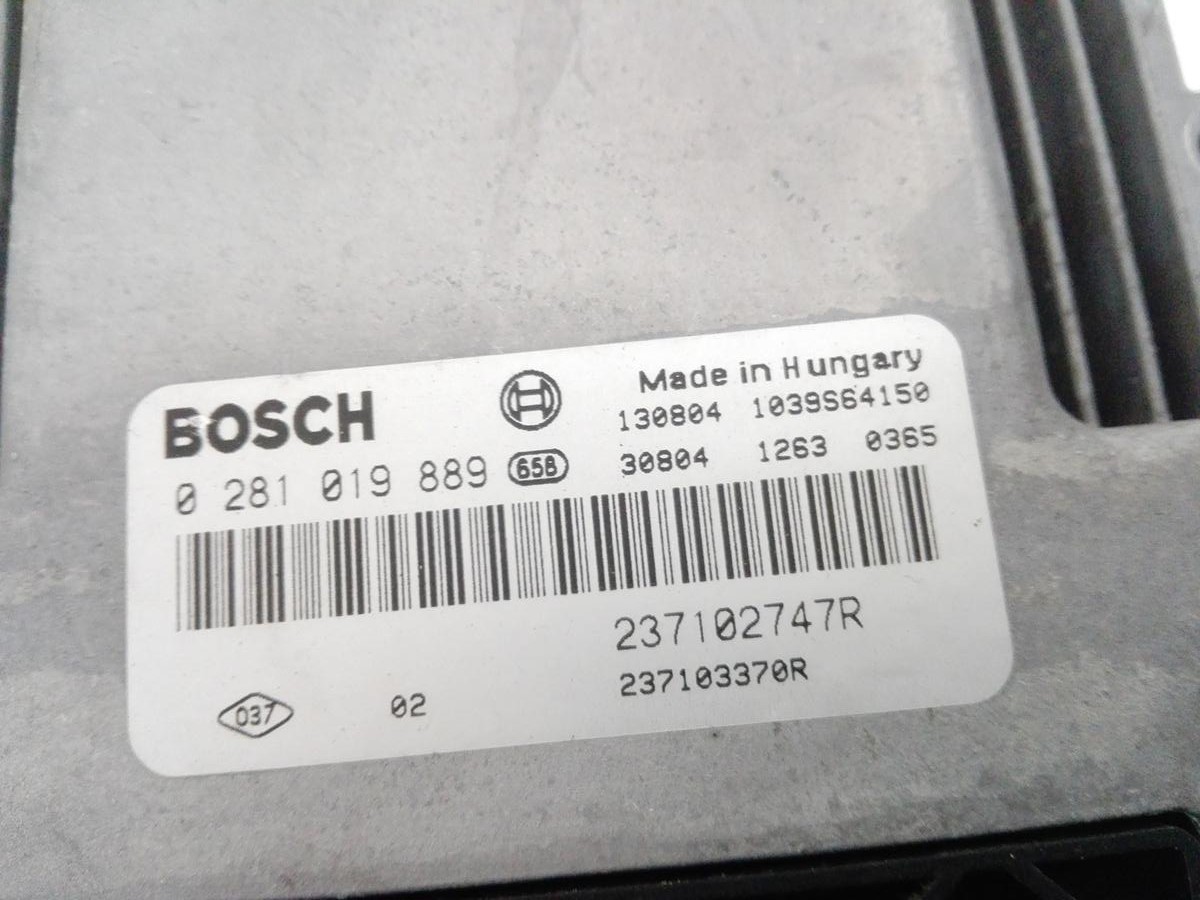 BOSCH
Made in Hungary
130804 1039S64150
0 281 019 889 658
30804 1263 0365
237102747R
237103370R
037 02